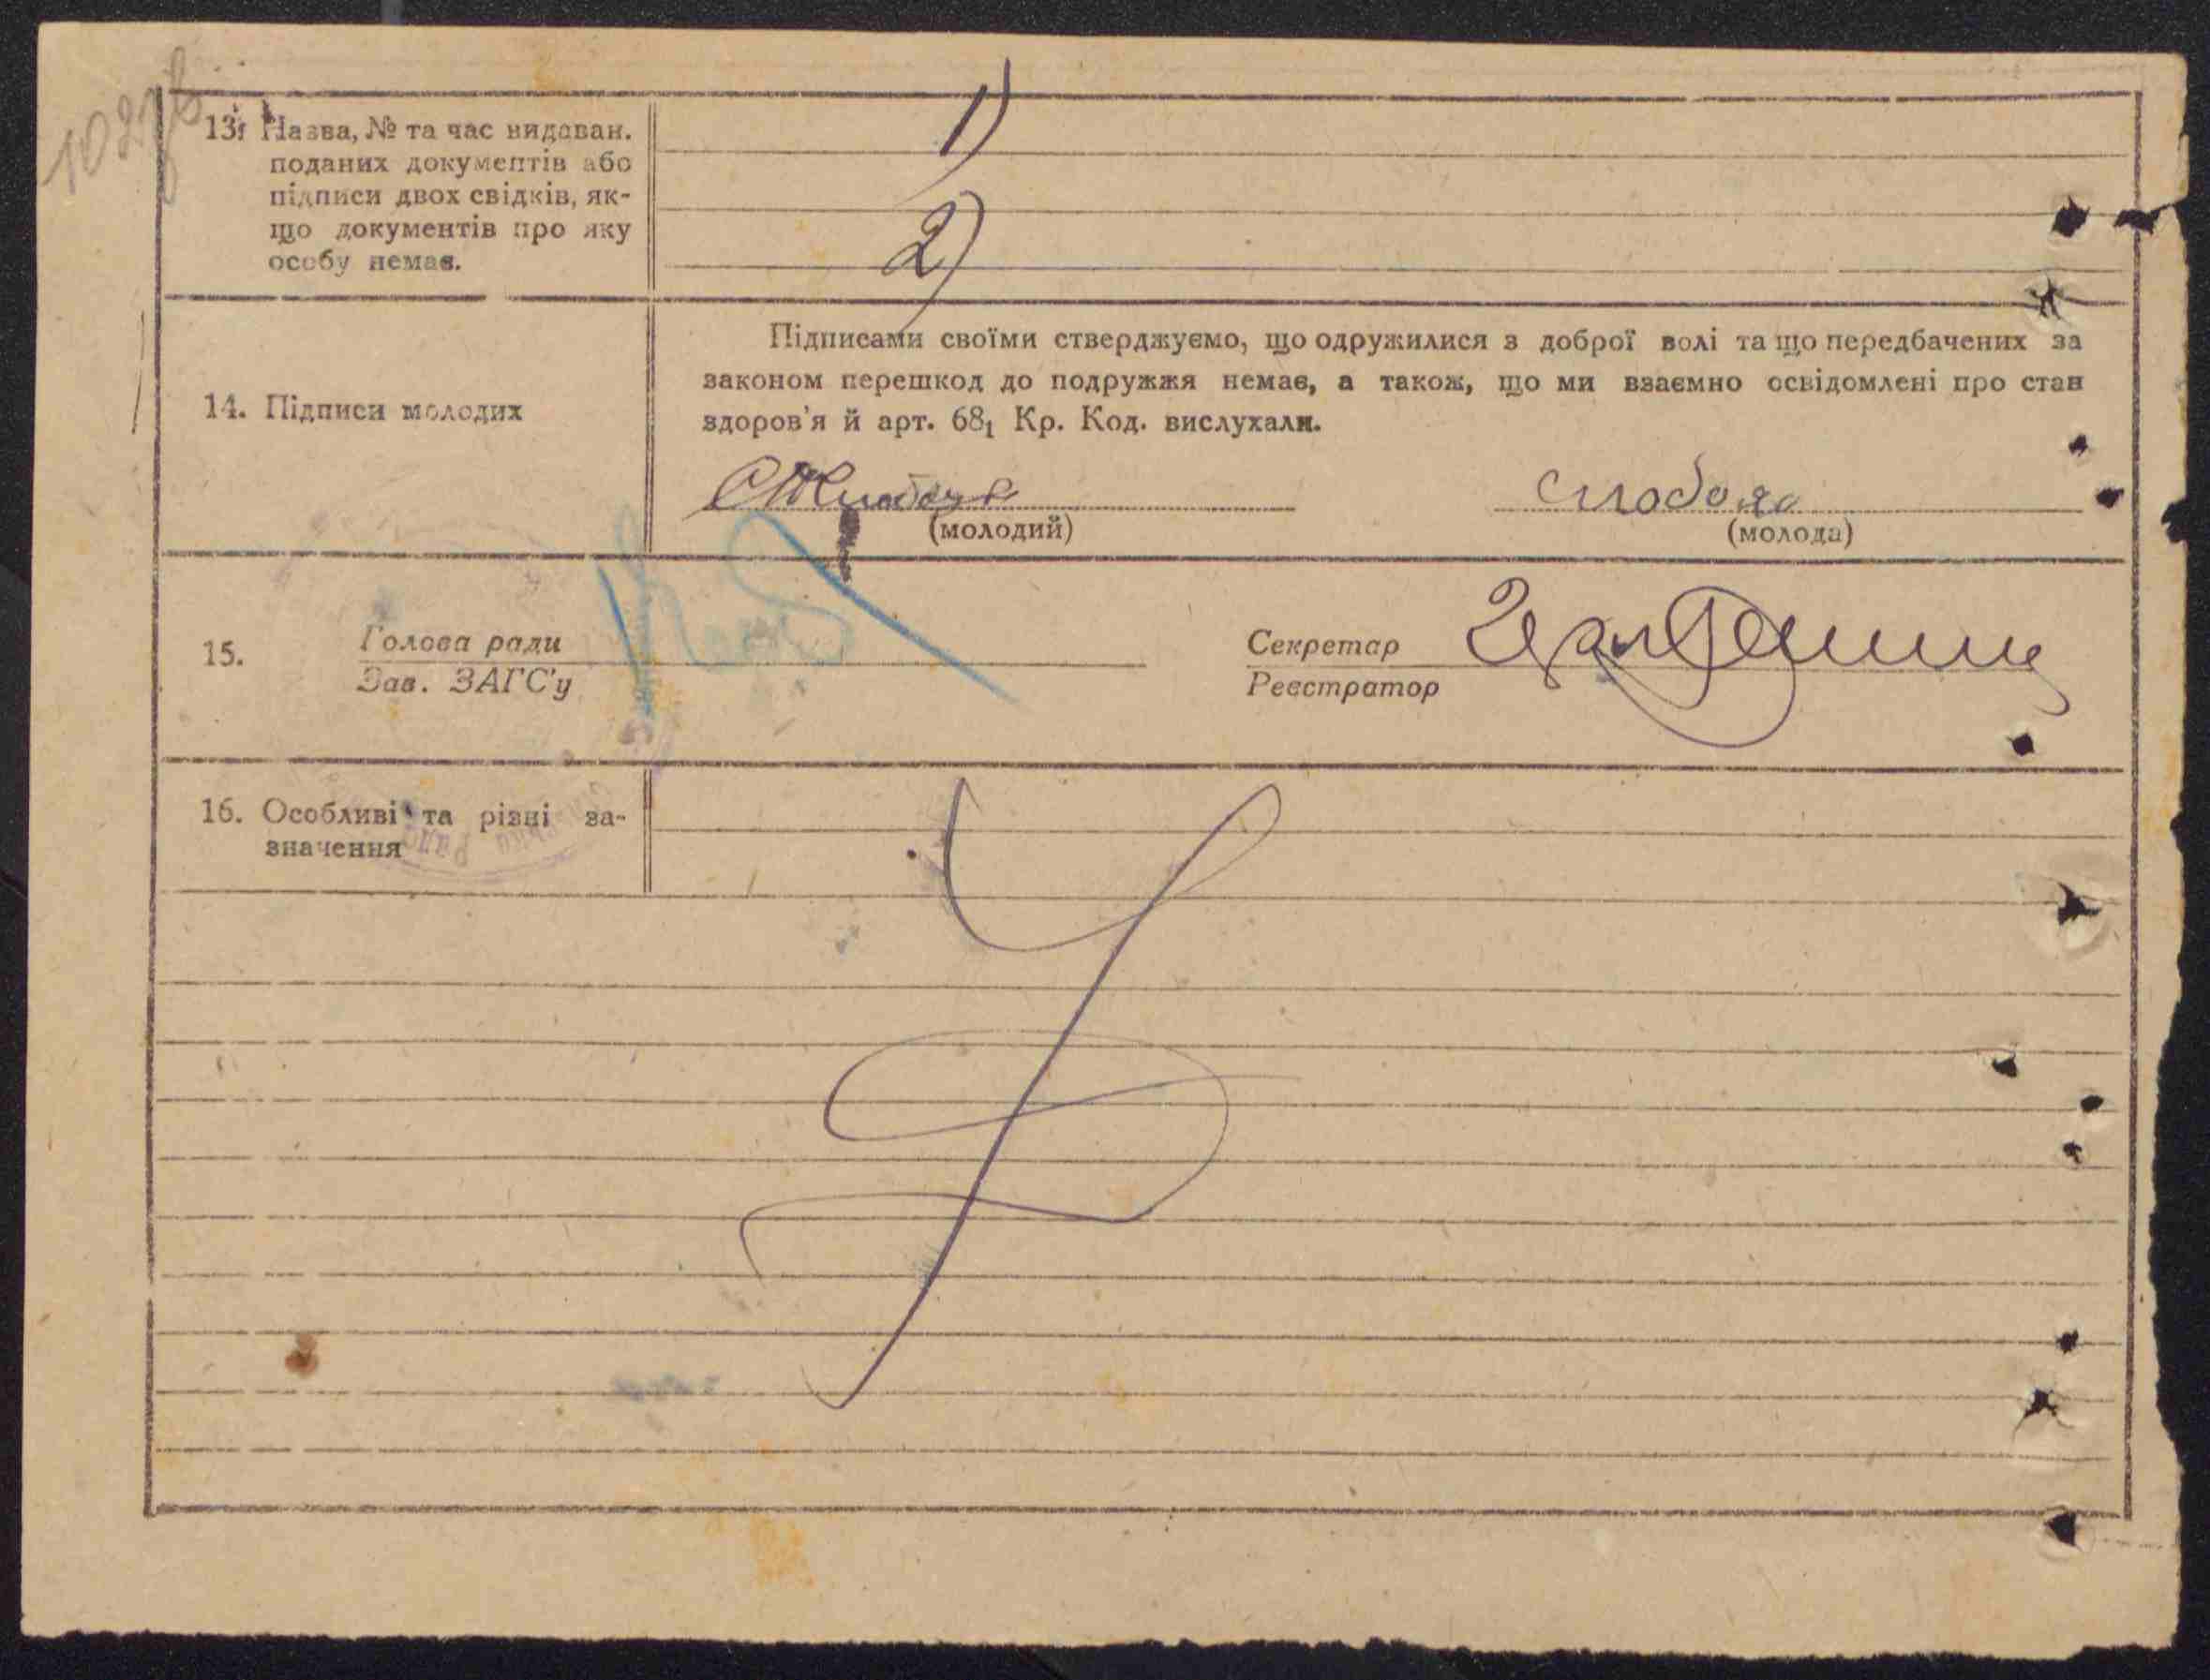 13. Назва, № та час видаван.
поданих документів або
підписи двох свідків, як-
що документів про яку
особу немає.
1)
2)
14. Підписи молодих
Підписами своїми стверджуємо, що одружилися з доброї волі та що передбачених за
законом перешкод до подружжя немає, а також, що ми взаємно освідомлені про стан
здоров'я й арт. 68₁ Кр. Код. вислухали.
(молодий)
(молода)
15.
Голова ради
Зав. ЗАГС'у
Секретар
Реєстратор
16. Особливі та різні за-
значення